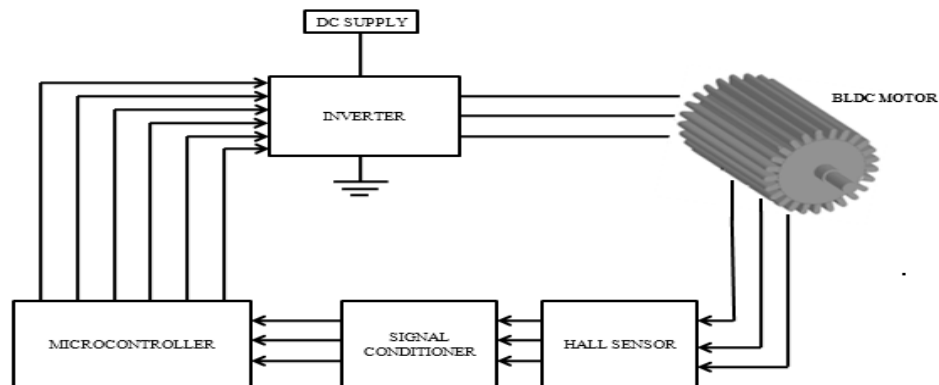 DC SUPPLY
INVERTER
BLDC MOTOR
MICROCONTROLLER
SIGNAL
CONDITIONER
HALL SENSOR